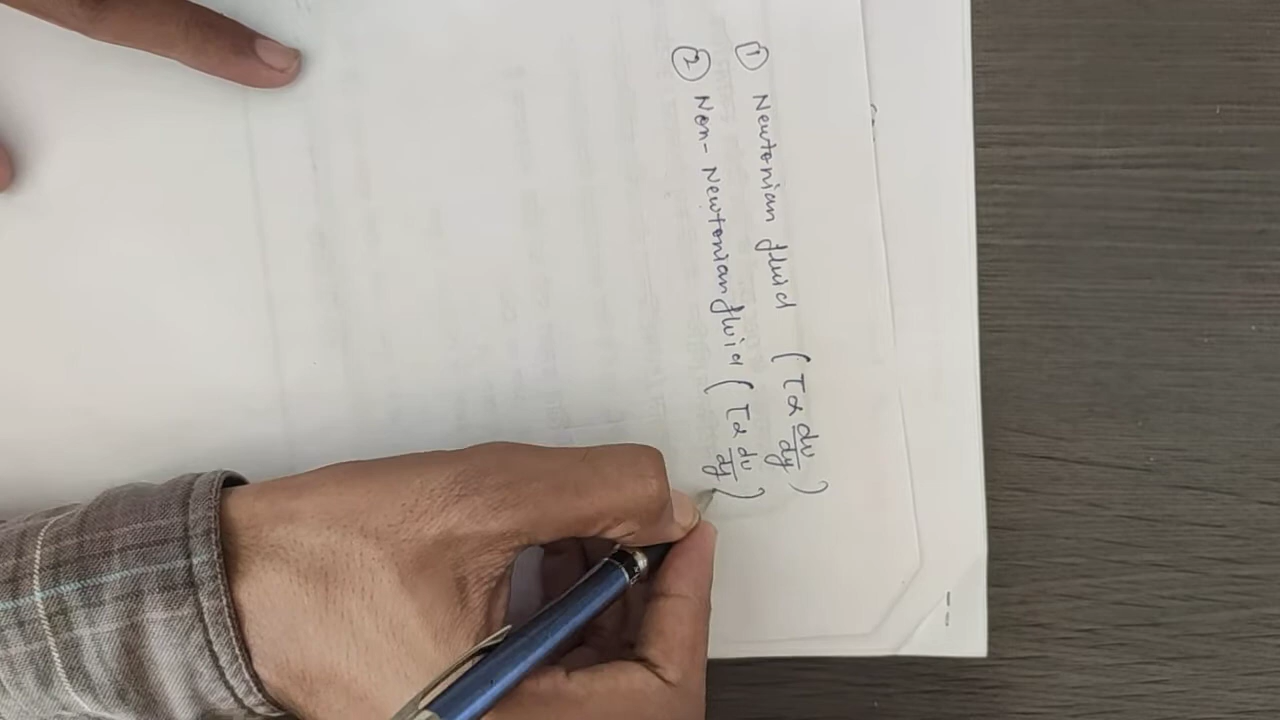 ① Newtonian fluid (τ α du/dy)
② Non-Newtonian fluid (τ α du/dy)